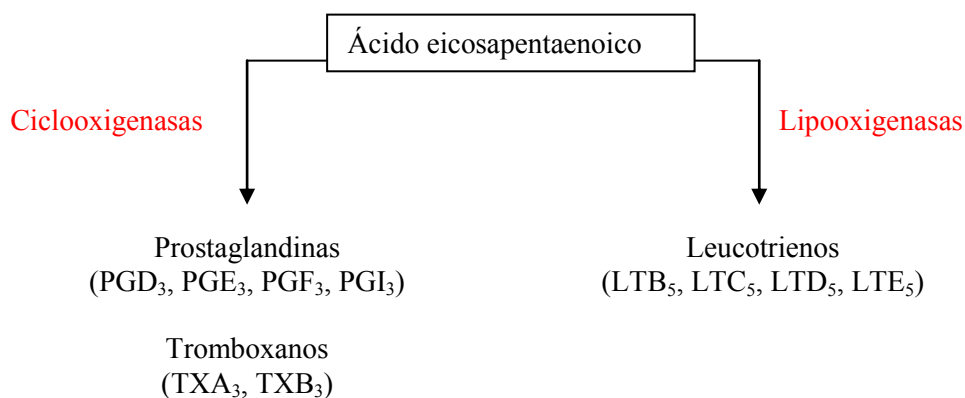 Ácido eicosapentaenoico
Ciclooxigenasas
Lipooxigenasas
Prostaglandinas
(PGD₃, PGE₃, PGF₃, PGI₃)
Leucotrienos
(LTB₅, LTC₅, LTD₅, LTE₅)
Tromboxanos
(TXA₃, TXB₃)